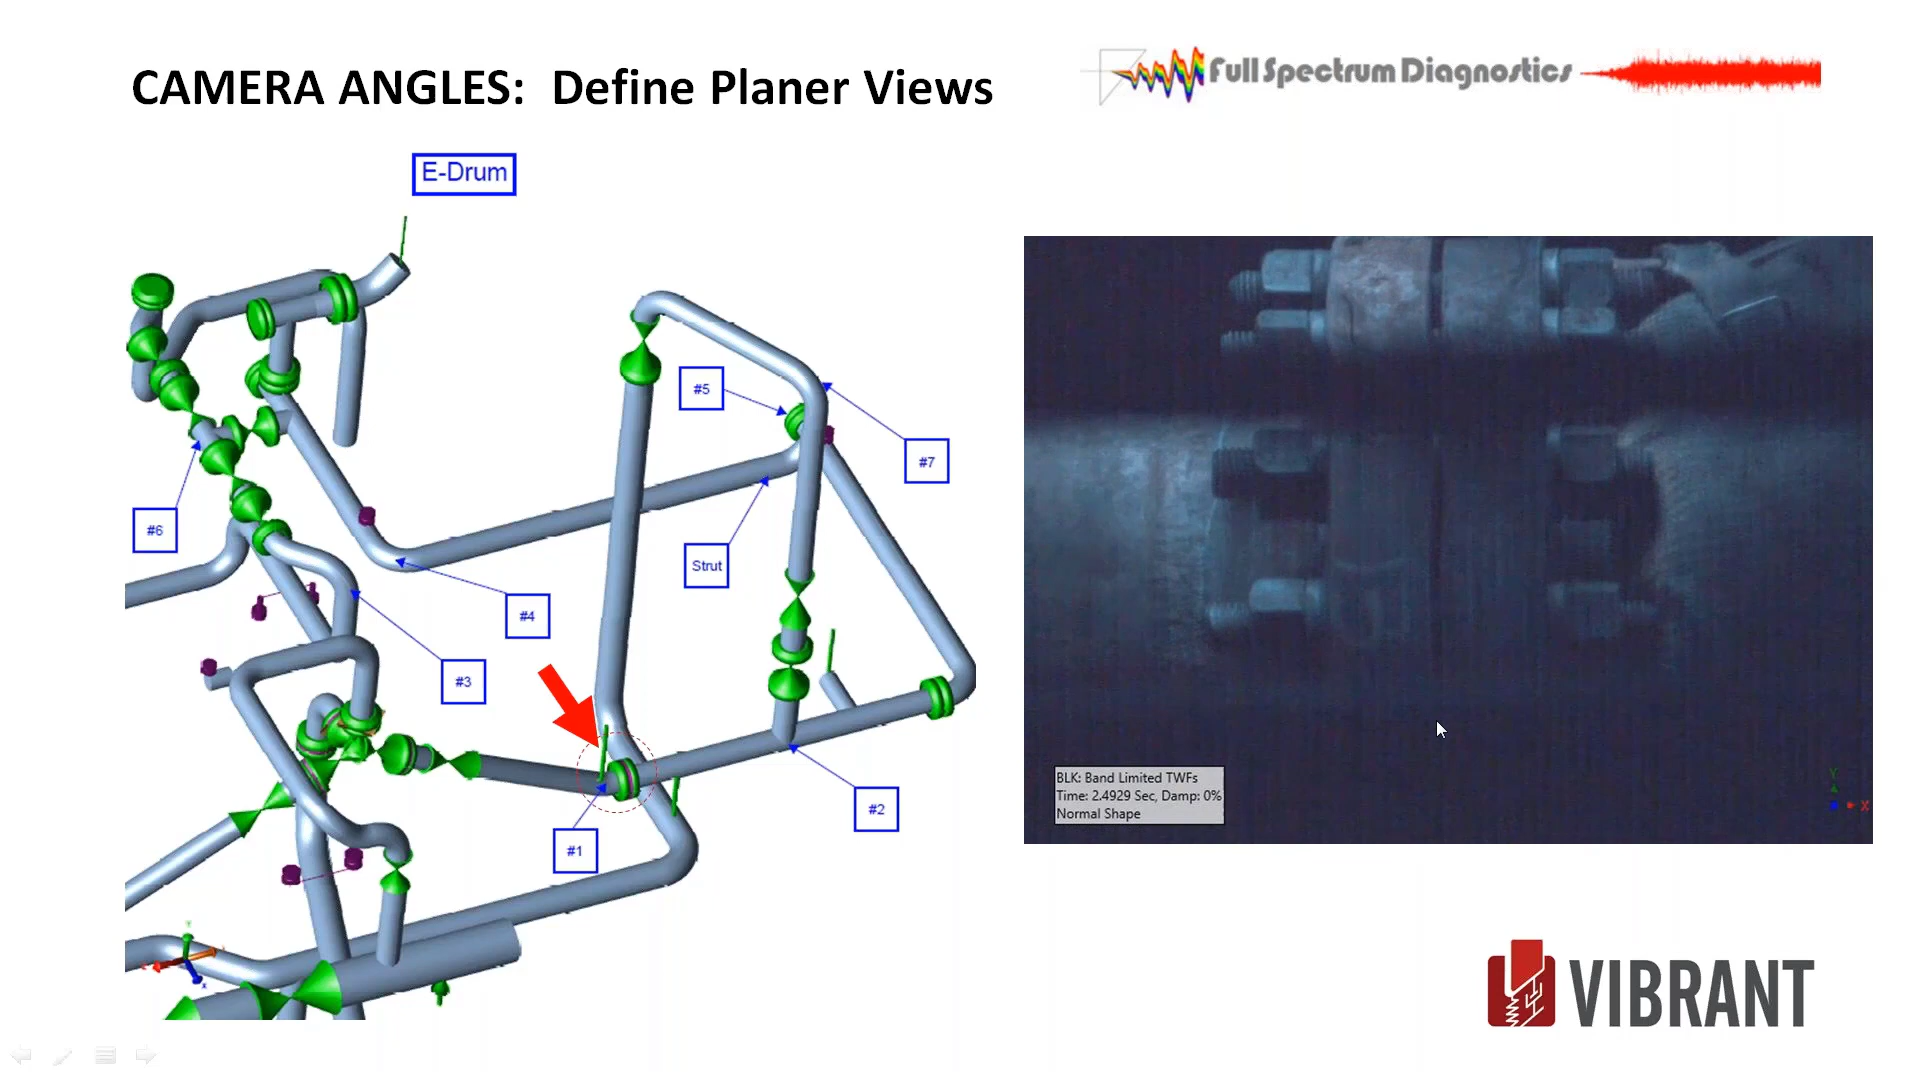 CAMERA ANGLES: Define Planer Views
Full Spectrum Diagnostics
E-Drum
#5
#7
#6
Strut
#4
#3
#2
#1
BLK: Band Limited TWFs
Time: 2.4929 Sec, Damp: 0%
Normal Shape
Y
X
VIBRANT